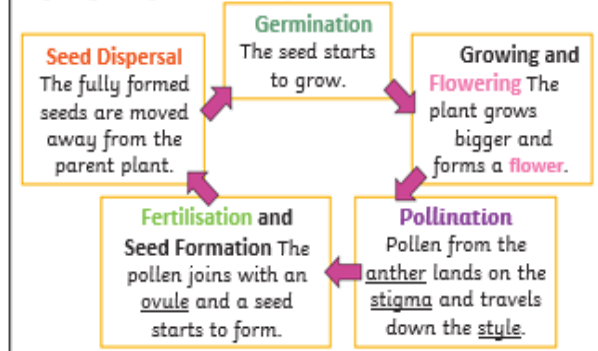 Germination
The seed starts
to grow.
Seed Dispersal
The fully formed
seeds are moved
away from the
parent plant.
Growing and
Flowering The
plant grows
bigger and
forms a flower.
Fertilisation and
Seed Formation The
pollen joins with an
ovule and a seed
starts to form.
Pollination
Pollen from the
anther lands on the
stigma and travels
down the style.